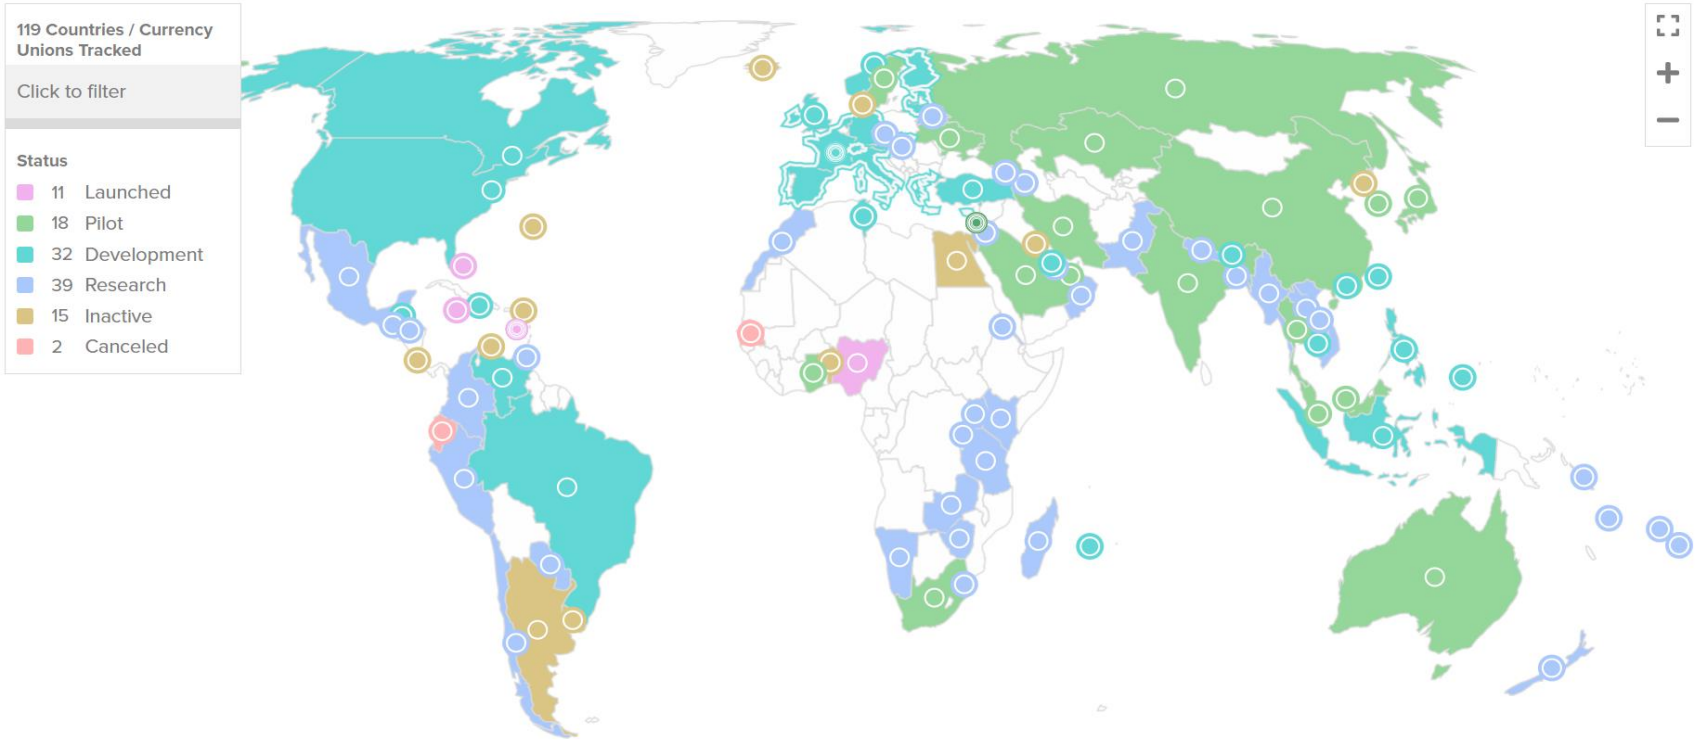 119 Countries / Currency
Unions Tracked
Click to filter
Status
11 Launched
18 Pilot
32 Development
39 Research
15 Inactive
2 Canceled